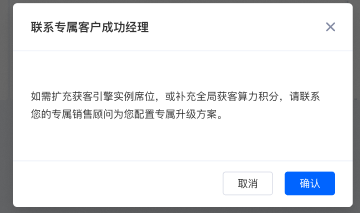 联系专属客户成功经理
如需扩充获客引擎实例席位，或补充全局获客算力积分，请联系
您的专属销售顾问为您配置专属升级方案。
取消 确认